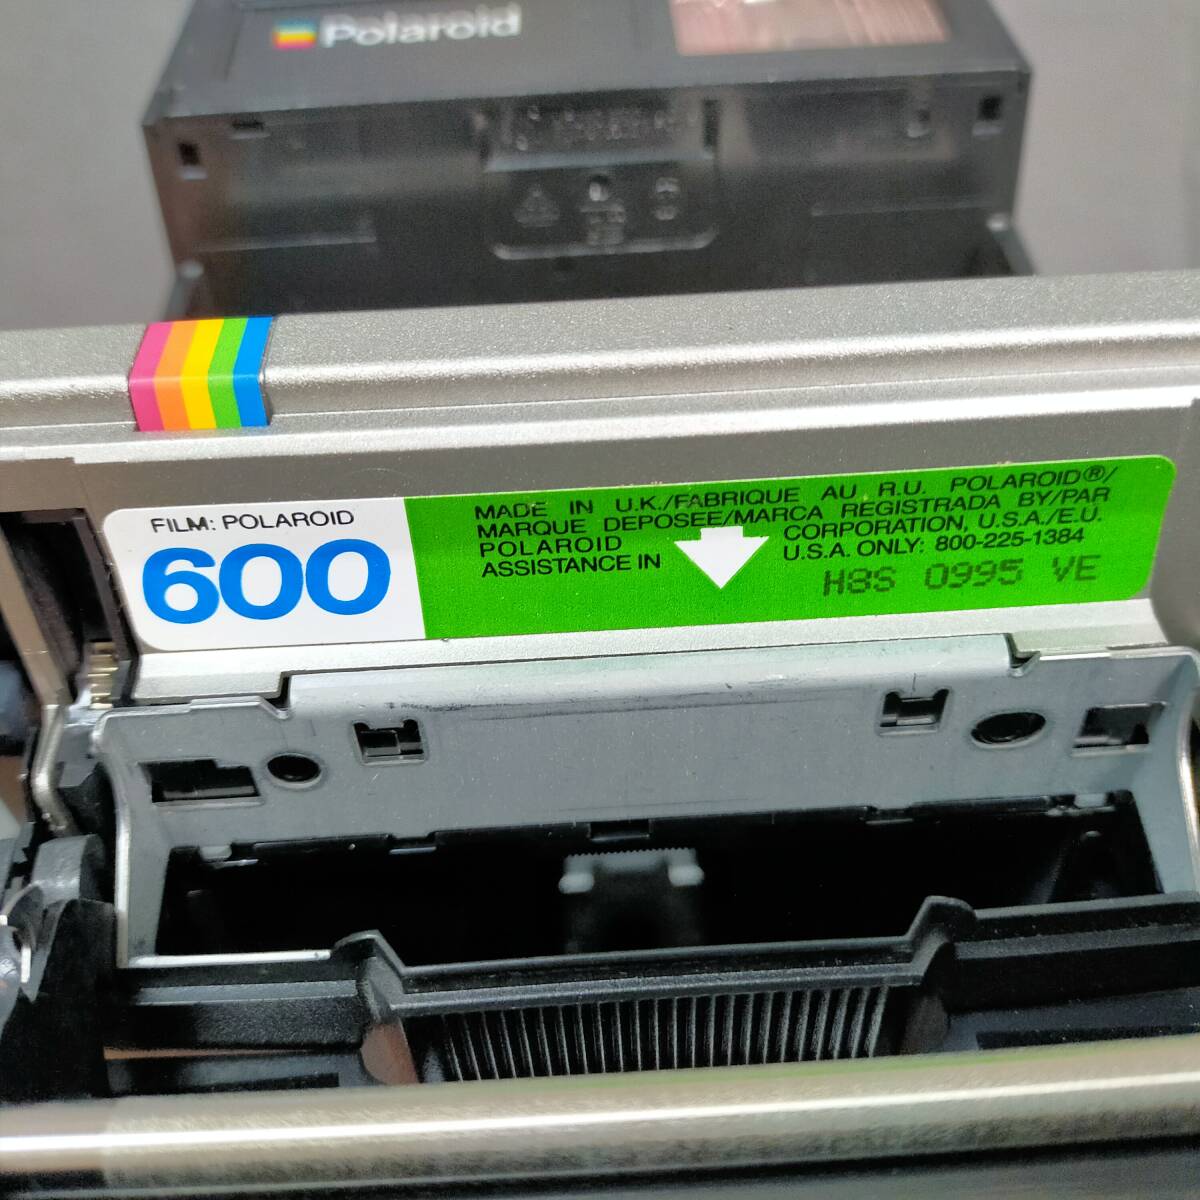 Polaroid
FILM: POLAROID
600
MADE IN U.K./FABRIQUE AU R.U. POLAROID®/
MARQUE DEPOSEE/MARCA REGISTRADA BY/PAR
POLAROID CORPORATION, U.S.A./E.U.
ASSISTANCE IN U.S.A. ONLY: 800-225-1384
H8S 0995 VE